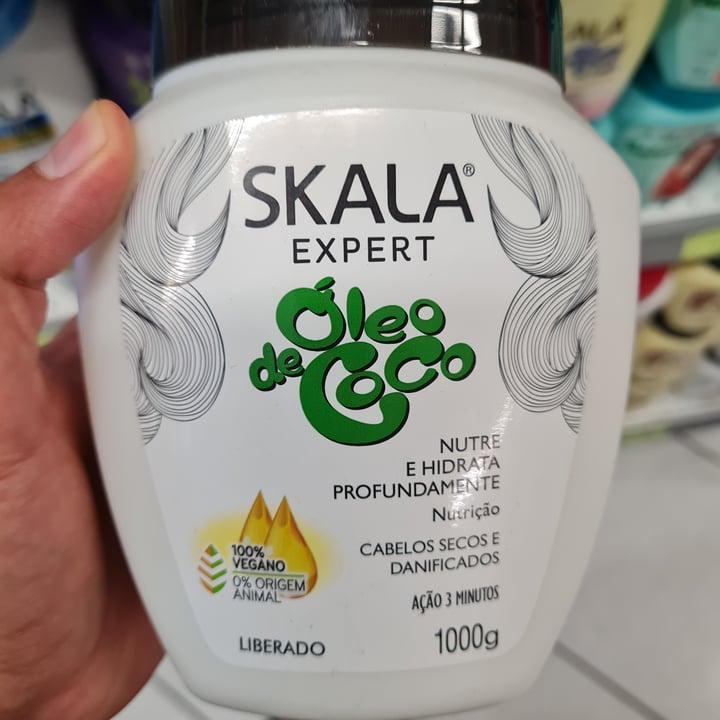 SKALA®
EXPERT
Óleo
de Coco
NUTRE
E HIDRATA
PROFUNDAMENTE
Nutrição
CABELOS SECOS E
DANIFICADOS
AÇÃO 3 MINUTOS
100%
VEGANO
0% ORIGEM
ANIMAL
LIBERADO
1000g